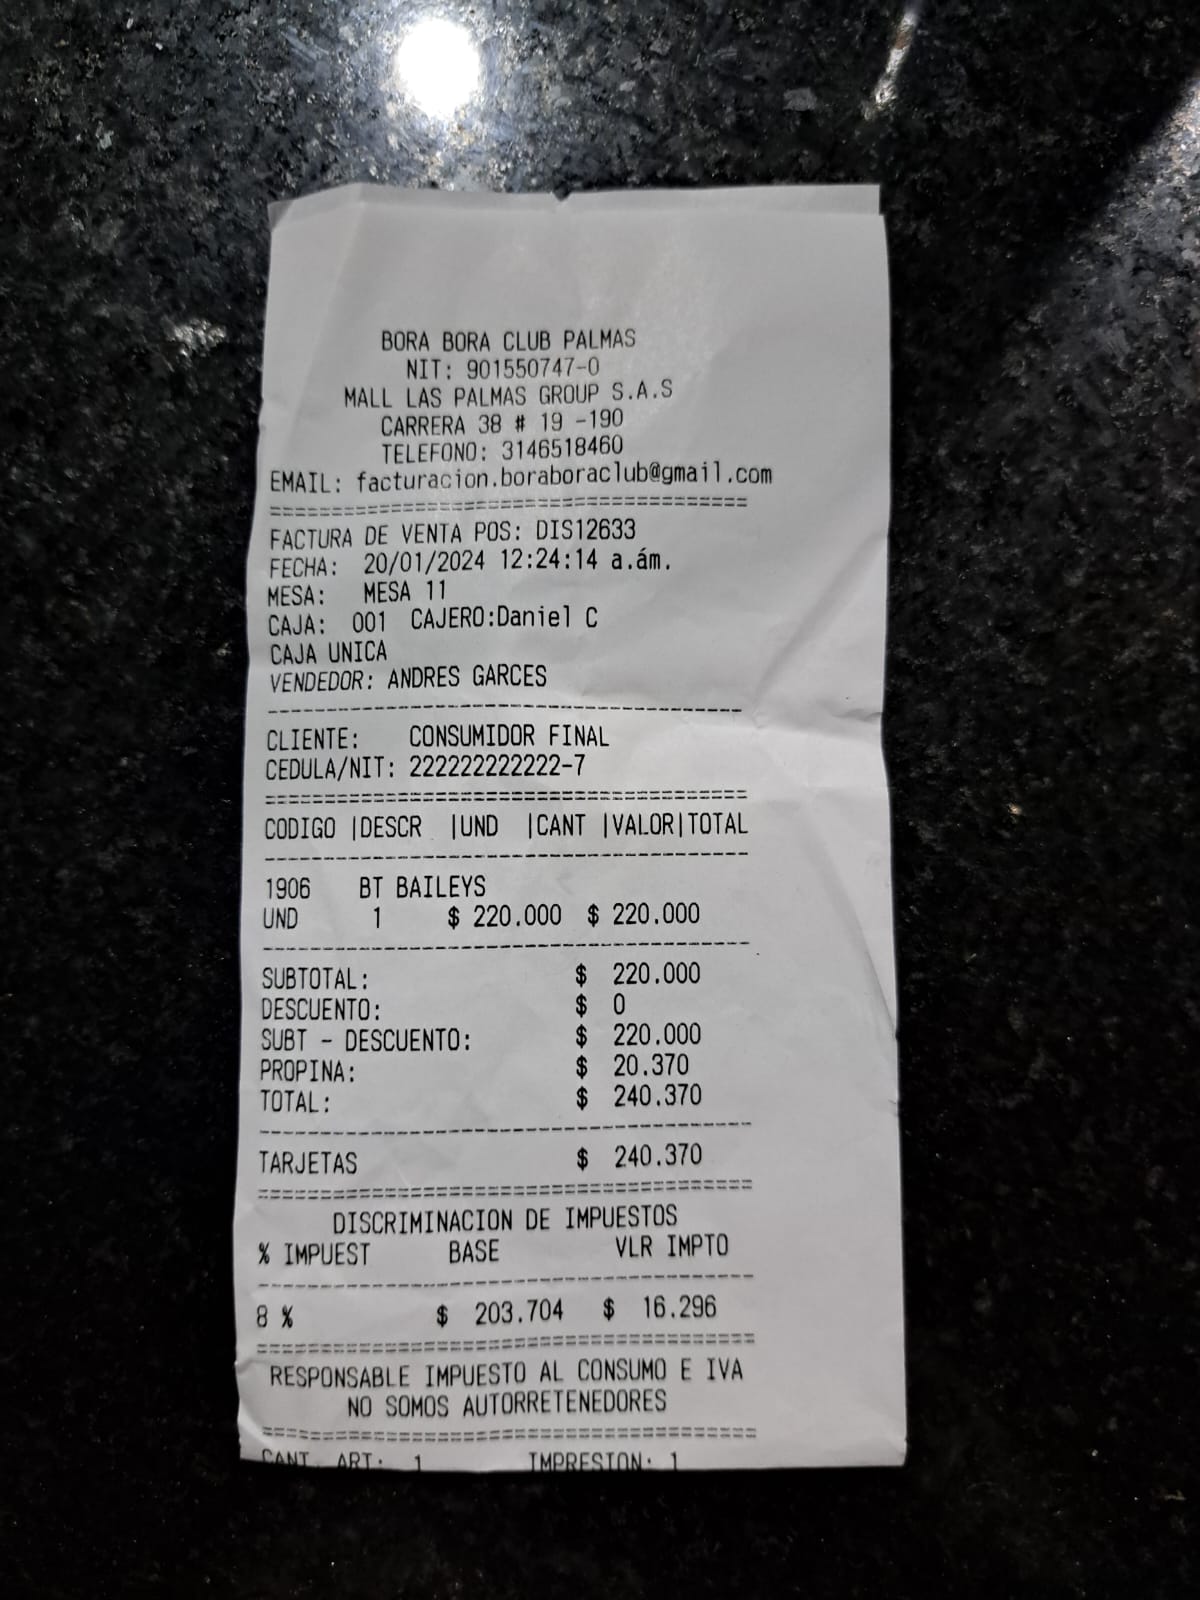 BORA BORA CLUB PALMAS
NIT: 901550747-0
MALL LAS PALMAS GROUP S.A.S
CARRERA 38 # 19 -190
TELEFONO: 3146518460
EMAIL: facturacion.boraboraclub@gmail.com
========================================
FACTURA DE VENTA POS: DIS12633
FECHA: 20/01/2024 12:24:14 a.ám.
MESA: MESA 11
CAJA: 001 CAJERO:Daniel C
CAJA UNICA
VENDEDOR: ANDRES GARCES
----------------------------------------
CLIENTE: CONSUMIDOR FINAL
CEDULA/NIT: 222222222222-7
========================================
CODIGO |DESCR |UND |CANT |VALOR|TOTAL
----------------------------------------
1906 BT BAILEYS
UND 1 $ 220.000 $ 220.000
----------------------------------------
SUBTOTAL: $ 220.000
DESCUENTO: $ 0
SUBT - DESCUENTO: $ 220.000
PROPINA: $ 20.370
TOTAL: $ 240.370
----------------------------------------
TARJETAS $ 240.370
========================================
DISCRIMINACION DE IMPUESTOS
% IMPUEST BASE VLR IMPTO
----------------------------------------
8 % $ 203.704 $ 16.296
========================================
RESPONSABLE IMPUESTO AL CONSUMO E IVA
NO SOMOS AUTORRETENEDORES
========================================
CANT. ART: 1 IMPRESION: 1